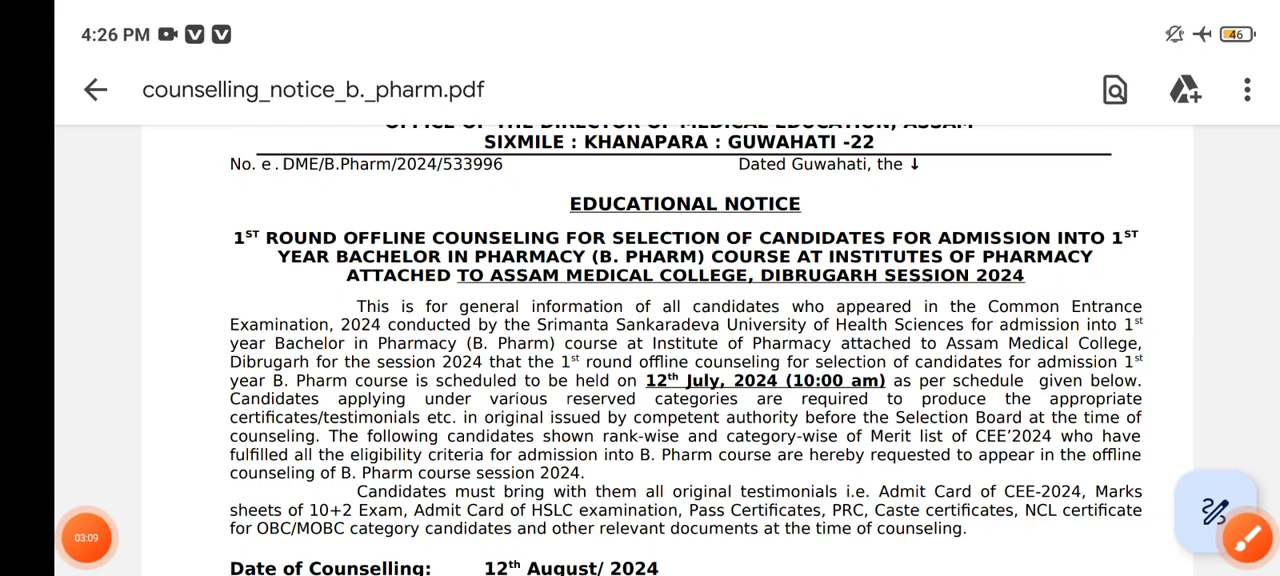 4:26 PM
46
counselling_notice_b._pharm.pdf
OFFICE OF THE DIRECTOR OF MEDICAL EDUCATION, ASSAM
SIXMILE : KHANAPARA : GUWAHATI -22
No. e . DME/B.Pharm/2024/533996 Dated Guwahati, the ↓
EDUCATIONAL NOTICE
1ST ROUND OFFLINE COUNSELING FOR SELECTION OF CANDIDATES FOR ADMISSION INTO 1ST
YEAR BACHELOR IN PHARMACY (B. PHARM) COURSE AT INSTITUTES OF PHARMACY
ATTACHED TO ASSAM MEDICAL COLLEGE, DIBRUGARH SESSION 2024
This is for general information of all candidates who appeared in the Common Entrance
Examination, 2024 conducted by the Srimanta Sankaradeva University of Health Sciences for admission into 1st
year Bachelor in Pharmacy (B. Pharm) course at Institute of Pharmacy attached to Assam Medical College,
Dibrugarh for the session 2024 that the 1st round offline counseling for selection of candidates for admission 1st
year B. Pharm course is scheduled to be held on 12th July, 2024 (10:00 am) as per schedule given below.
Candidates applying under various reserved categories are required to produce the appropriate
certificates/testimonials etc. in original issued by competent authority before the Selection Board at the time of
counseling. The following candidates shown rank-wise and category-wise of Merit list of CEE’2024 who have
fulfilled all the eligibility criteria for admission into B. Pharm course are hereby requested to appear in the offline
counseling of B. Pharm course session 2024.
Candidates must bring with them all original testimonials i.e. Admit Card of CEE-2024, Marks
sheets of 10+2 Exam, Admit Card of HSLC examination, Pass Certificates, PRC, Caste certificates, NCL certificate
for OBC/MOBC category candidates and other relevant documents at the time of counseling.
03:09
Date of Counselling: 12th August/ 2024